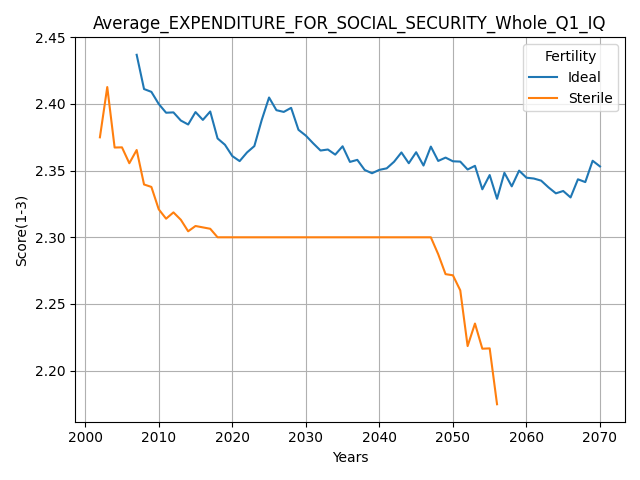 Average_EXPENDITURE_FOR_SOCIAL_SECURITY_Whole_Q1_IQ
2.45
2.40
2.35
2.30
2.25
2.20
Score(1-3)
Fertility
Ideal
Sterile
2000 2010 2020 2030 2040 2050 2060 2070
Years